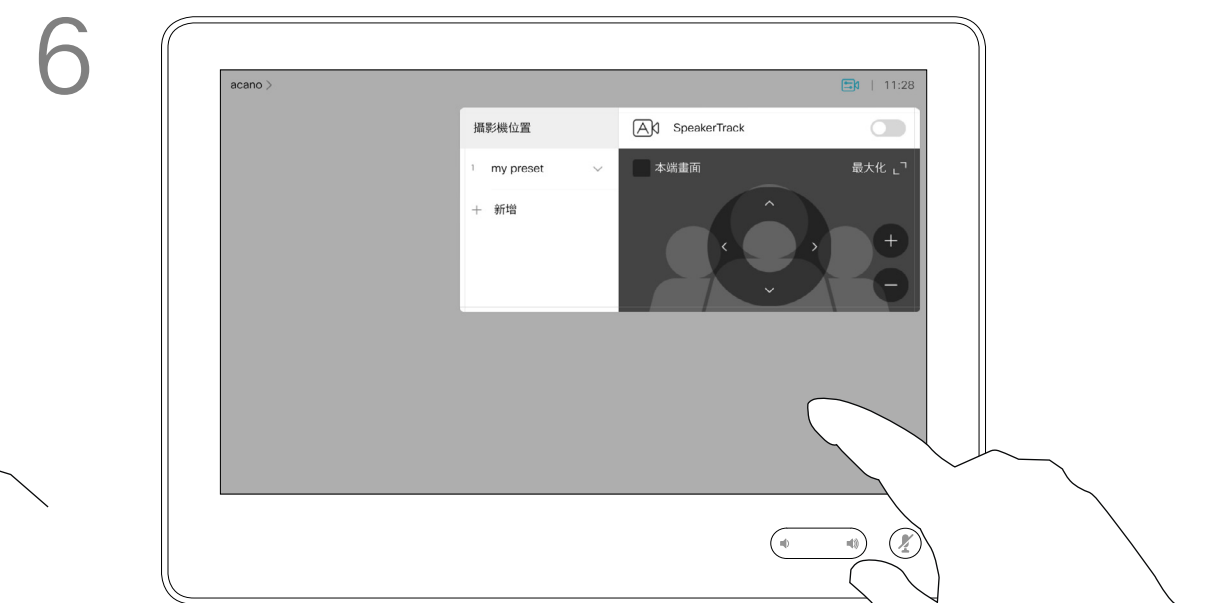 6
acano >
| 11:28
攝影機位置
A SpeakerTrack
1 my preset
本端畫面
最大化
+ 新增